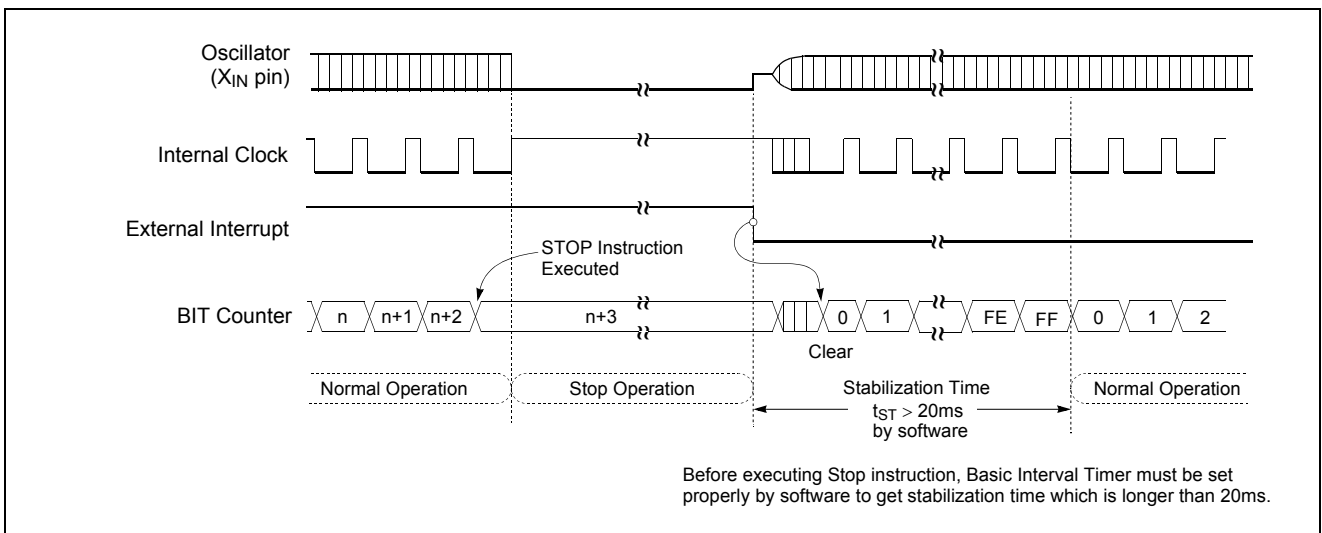 Oscillator
(XIN pin)
Internal Clock
External Interrupt
STOP Instruction
Executed
BIT Counter
n
n+1
n+2
n+3
0
1
FE
FF
0
1
2
Clear
Normal Operation
Stop Operation
Stabilization Time
tST > 20ms
by software
Normal Operation
Before executing Stop instruction, Basic Interval Timer must be set
properly by software to get stabilization time which is longer than 20ms.